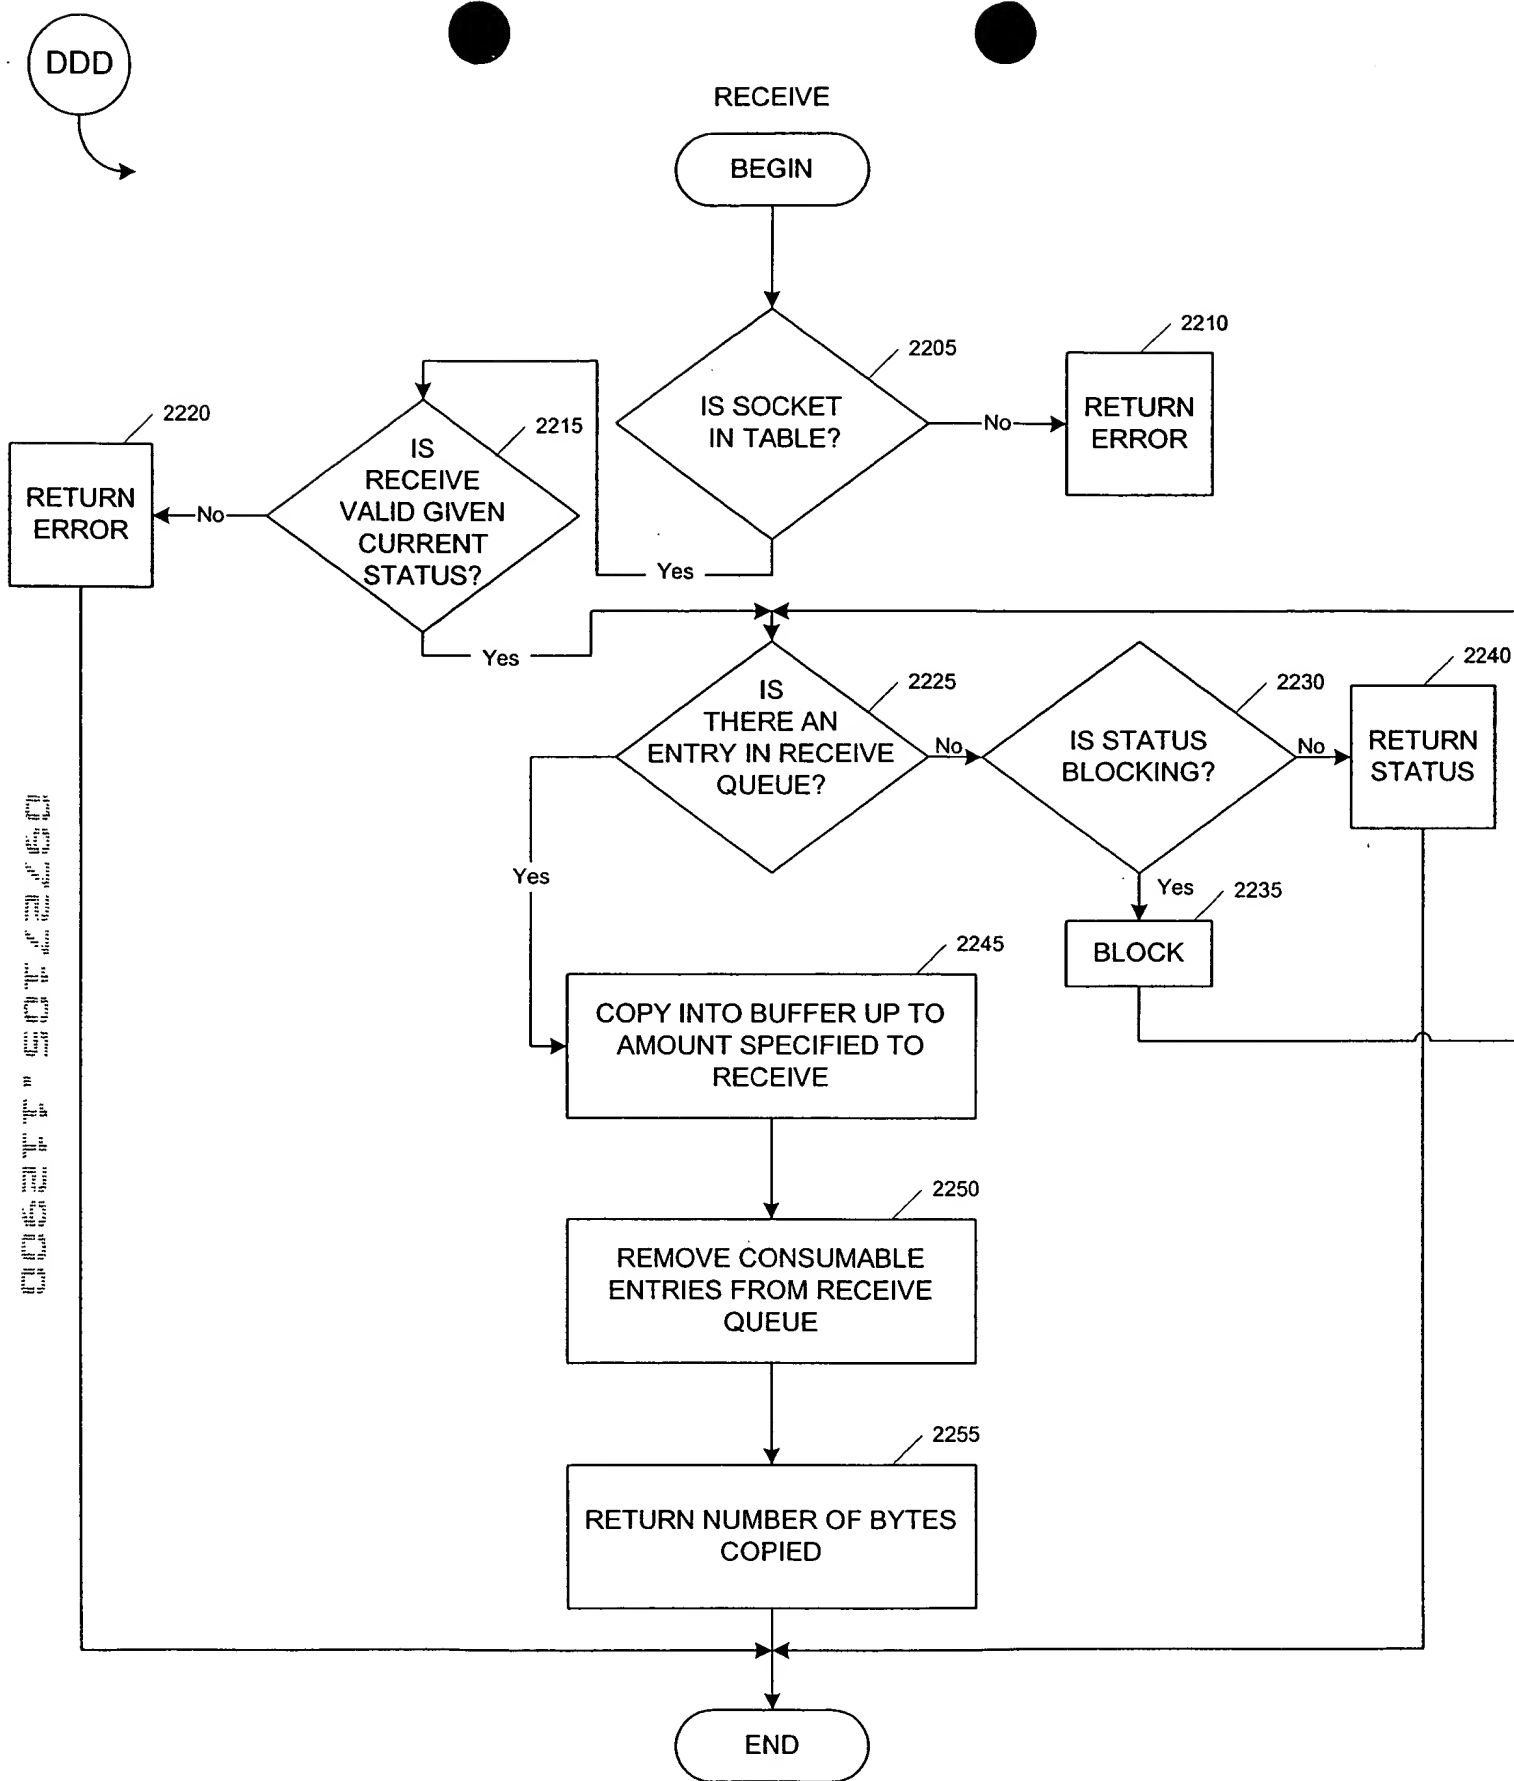 DDD
RECEIVE
BEGIN
2205
IS SOCKET
IN TABLE?
No
2210
RETURN
ERROR
Yes
2215
IS
RECEIVE
VALID GIVEN
CURRENT
STATUS?
No
2220
RETURN
ERROR
Yes
2225
IS
THERE AN
ENTRY IN RECEIVE
QUEUE?
No
2230
IS STATUS
BLOCKING?
No
2240
RETURN
STATUS
Yes
2235
BLOCK
Yes
2245
COPY INTO BUFFER UP TO
AMOUNT SPECIFIED TO
RECEIVE
2250
REMOVE CONSUMABLE
ENTRIES FROM RECEIVE
QUEUE
2255
RETURN NUMBER OF BYTES
COPIED
END
09727105.112900